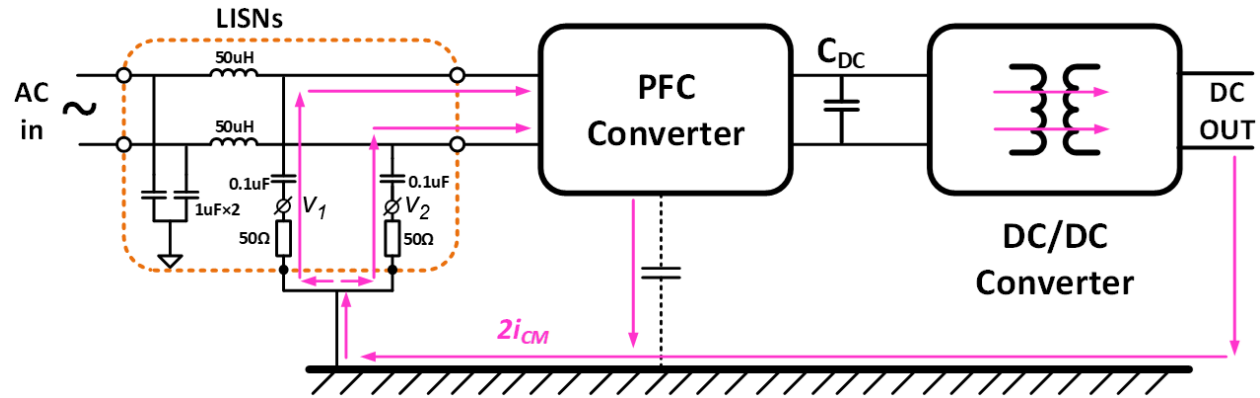 LISNs
50uH
AC
in
~
50uH
0.1uF
V1
0.1uF
V2
1uF×2
50Ω
50Ω
PFC
Converter
CDC
DC
OUT
DC/DC
Converter
2iCM